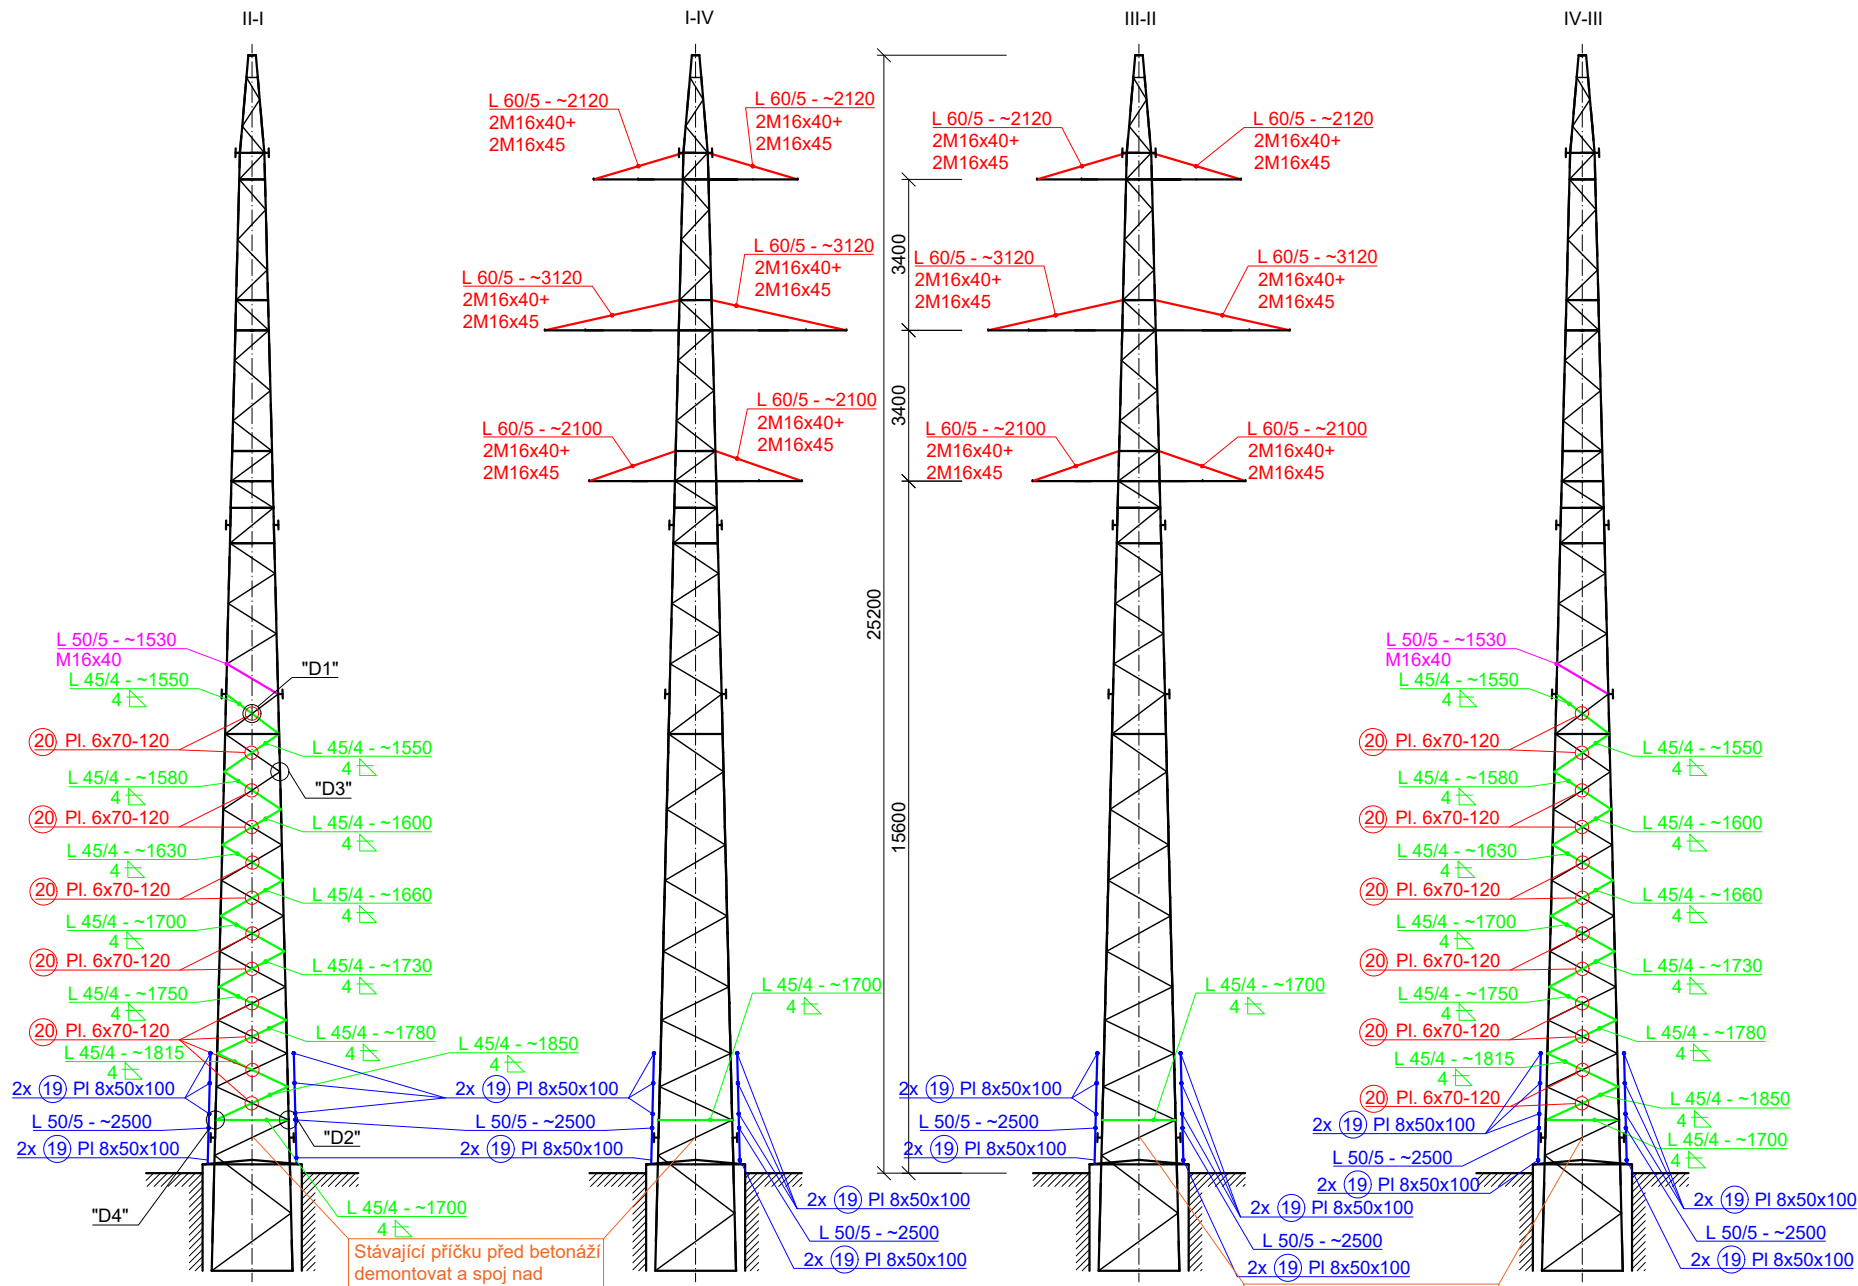 II-I
I-IV
III-II
IV-III
L 60/5 - ~2120
2M16x40+
2M16x45
L 60/5 - ~2120
2M16x40+
2M16x45
L 60/5 - ~2120
2M16x40+
2M16x45
L 60/5 - ~2120
2M16x40+
2M16x45
L 60/5 - ~3120
2M16x40+
2M16x45
L 60/5 - ~3120
2M16x40+
2M16x45
L 60/5 - ~3120
2M16x40+
2M16x45
L 60/5 - ~3120
2M16x40+
2M16x45
L 60/5 - ~2100
2M16x40+
2M16x45
L 60/5 - ~2100
2M16x40+
2M16x45
L 60/5 - ~2100
2M16x40+
2M16x45
L 60/5 - ~2100
2M16x40+
2M16x45
3400
3400
25200
15600
L 50/5 - ~1530
M16x40
L 45/4 - ~1550
4
"D1"
20 Pl. 6x70-120
L 45/4 - ~1550
4
L 45/4 - ~1580
4
"D3"
20 Pl. 6x70-120
L 45/4 - ~1600
4
L 45/4 - ~1630
4
20 Pl. 6x70-120
L 45/4 - ~1660
4
L 45/4 - ~1700
4
20 Pl. 6x70-120
L 45/4 - ~1730
4
L 45/4 - ~1750
4
20 Pl. 6x70-120
L 45/4 - ~1780
4
L 45/4 - ~1815
4
L 45/4 - ~1850
4
2x 19 Pl 8x50x100
L 50/5 - ~2500
2x 19 Pl 8x50x100
"D2"
"D4"
L 45/4 - ~1700
4
2x 19 Pl 8x50x100
L 50/5 - ~2500
2x 19 Pl 8x50x100
Stávající příčku před betonáží
demontovat a spoj nad
L 45/4 - ~1700
4
2x 19 Pl 8x50x100
L 50/5 - ~2500
2x 19 Pl 8x50x100
2x 19 Pl 8x50x100
L 50/5 - ~2500
2x 19 Pl 8x50x100
L 45/4 - ~1700
4
2x 19 Pl 8x50x100
L 50/5 - ~2500
2x 19 Pl 8x50x100
L 50/5 - ~1530
M16x40
L 45/4 - ~1550
4
20 Pl. 6x70-120
L 45/4 - ~1550
4
L 45/4 - ~1580
4
20 Pl. 6x70-120
L 45/4 - ~1600
4
L 45/4 - ~1630
4
20 Pl. 6x70-120
L 45/4 - ~1660
4
L 45/4 - ~1700
4
20 Pl. 6x70-120
L 45/4 - ~1730
4
L 45/4 - ~1750
4
20 Pl. 6x70-120
L 45/4 - ~1780
4
L 45/4 - ~1815
4
20 Pl. 6x70-120
L 45/4 - ~1850
4
2x 19 Pl 8x50x100
L 45/4 - ~1700
4
L 50/5 - ~2500
2x 19 Pl 8x50x100
2x 19 Pl 8x50x100
L 50/5 - ~2500
2x 19 Pl 8x50x100